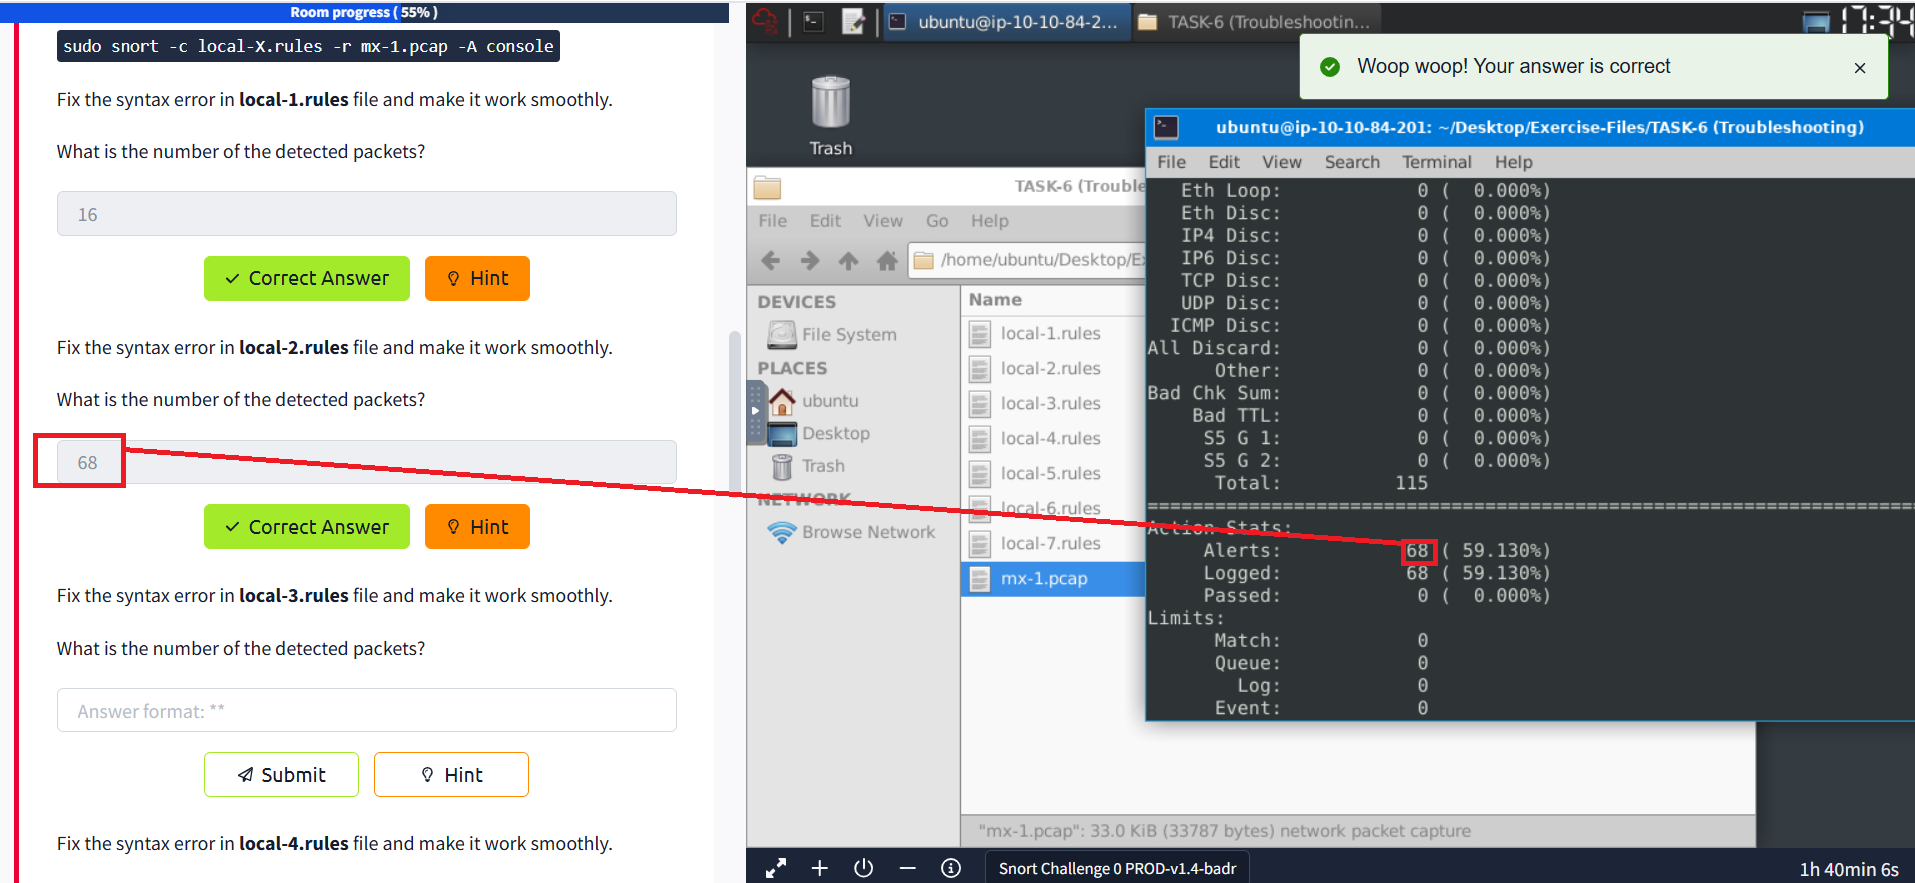 Room progress ( 55% )
sudo snort -c local-X.rules -r mx-1.pcap -A console
Fix the syntax error in local-1.rules file and make it work smoothly.
What is the number of the detected packets?
16
Correct Answer
Hint
Fix the syntax error in local-2.rules file and make it work smoothly.
What is the number of the detected packets?
68
Correct Answer
Hint
Fix the syntax error in local-3.rules file and make it work smoothly.
What is the number of the detected packets?
Answer format: **
Submit
Hint
Fix the syntax error in local-4.rules file and make it work smoothly.
ubuntu@ip-10-10-84-2...
TASK-6 (Troubleshootin...
17:34
Woop woop! Your answer is correct
Trash
TASK-6 (Trouble
File Edit View Go Help
/home/ubuntu/Desktop/Ex
DEVICES
File System
PLACES
ubuntu
Desktop
Trash
NETWORK
Browse Network
Name
local-1.rules
local-2.rules
local-3.rules
local-4.rules
local-5.rules
local-6.rules
local-7.rules
mx-1.pcap
"mx-1.pcap": 33.0 KiB (33787 bytes) network packet capture
ubuntu@ip-10-10-84-201: ~/Desktop/Exercise-Files/TASK-6 (Troubleshooting)
File Edit View Search Terminal Help
Eth Loop: 0 ( 0.000%)
Eth Disc: 0 ( 0.000%)
IP4 Disc: 0 ( 0.000%)
IP6 Disc: 0 ( 0.000%)
TCP Disc: 0 ( 0.000%)
UDP Disc: 0 ( 0.000%)
ICMP Disc: 0 ( 0.000%)
All Discard: 0 ( 0.000%)
Other: 0 ( 0.000%)
Bad Chk Sum: 0 ( 0.000%)
Bad TTL: 0 ( 0.000%)
S5 G 1: 0 ( 0.000%)
S5 G 2: 0 ( 0.000%)
Total: 115
Action Stats:
Alerts: 68 ( 59.130%)
Logged: 68 ( 59.130%)
Passed: 0 ( 0.000%)
Limits:
Match: 0
Queue: 0
Log: 0
Event: 0
Snort Challenge 0 PROD-v1.4-badr
1h 40min 6s